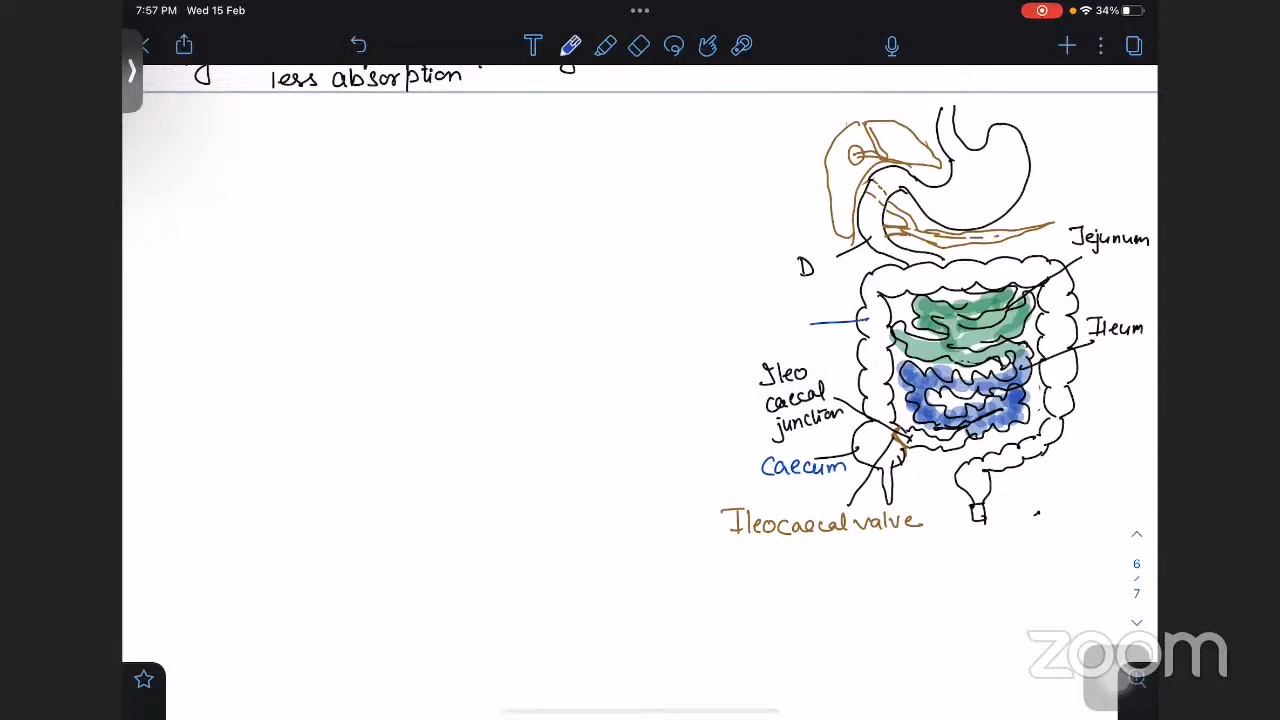 7:57 PM Wed 15 Feb
34%
less absorption
Jejunum
D
Ileum
Ileo
caecal
junction
Caecum
Ileocaecal valve
6
/
7
zoom